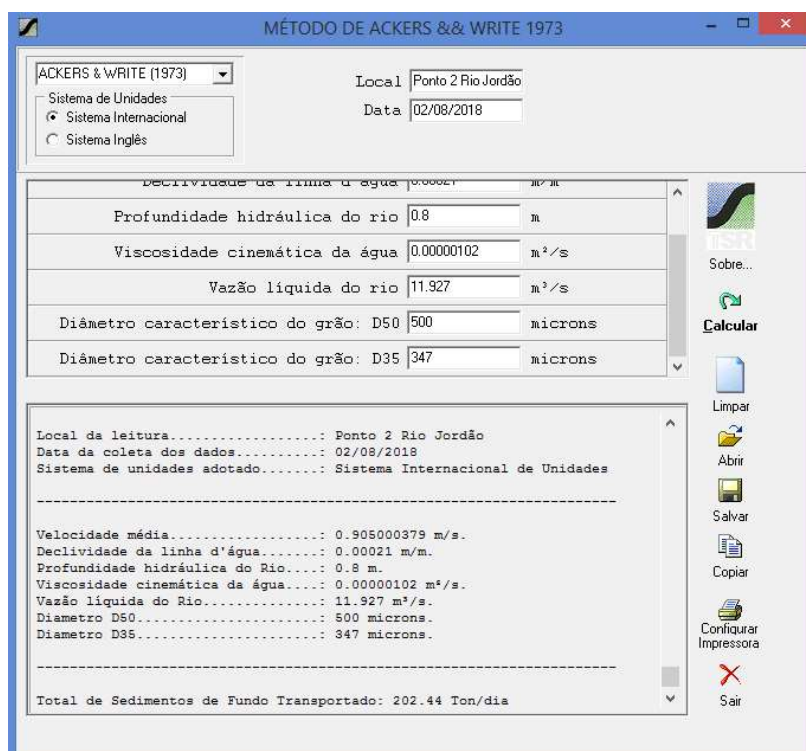 MÉTODO DE ACKERS && WRITE 1973
ACKERS & WRITE (1973)
Sistema de Unidades
Sistema Internacional
Sistema Inglês
Local Ponto 2 Rio Jordão
Data 02/08/2018
Declividade da linha d'água 0.00021 m/m
Profundidade hidráulica do rio 0.8 m
Viscosidade cinemática da água 0.00000102 m²/s
Vazão líquida do rio 11.927 m³/s
Diâmetro característico do grão: D50 500 microns
Diâmetro característico do grão: D35 347 microns
TSR
Sobre...
Calcular
Limpar
Abrir
Salvar
Copiar
Configurar
Impressora
Sair
Local da leitura..................: Ponto 2 Rio Jordão
Data da coleta dos dados..........: 02/08/2018
Sistema de unidades adotado.......: Sistema Internacional de Unidades
----------------------------------------------------------------------
Velocidade média..................: 0.905000379 m/s.
Declividade da linha d'água.......: 0.00021 m/m.
Profundidade hidráulica do Rio....: 0.8 m.
Viscosidade cinemática da água....: 0.00000102 m²/s.
Vazão líquida do Rio..............: 11.927 m³/s.
Diametro D50......................: 500 microns.
Diametro D35......................: 347 microns.
----------------------------------------------------------------------
Total de Sedimentos de Fundo Transportado: 202.44 Ton/dia